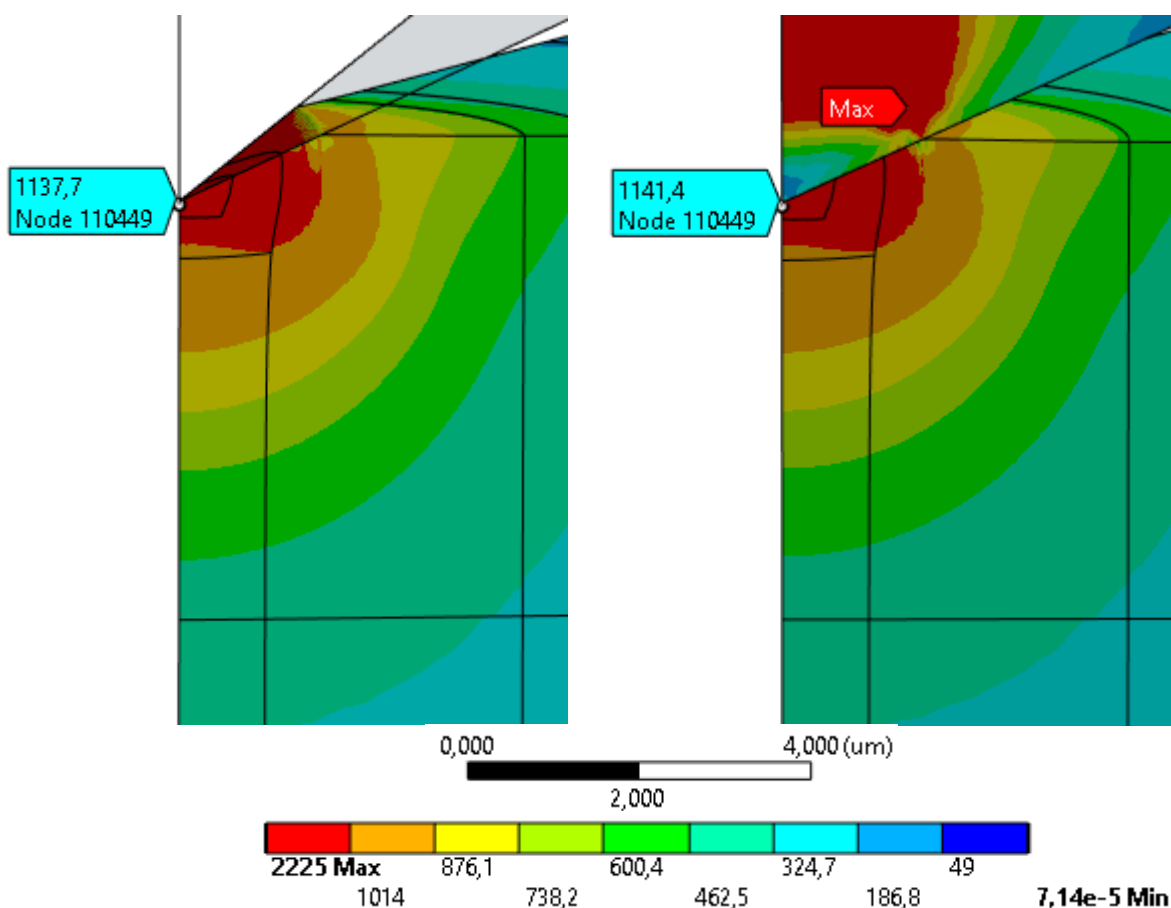 Max
1137,7
Node 110449
1141,4
Node 110449
0,000
4,000 (um)
2,000
2225 Max
876,1
600,4
324,7
49
1014
738,2
462,5
186,8
7,14e-5 Min